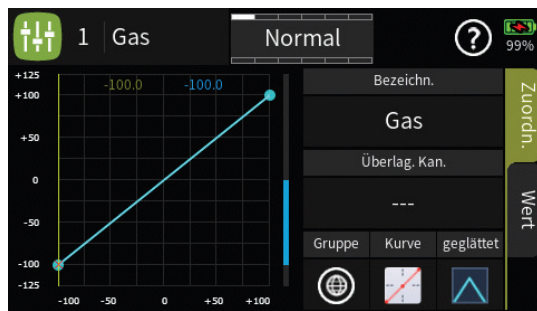 1 Gas Normal ? 99%
+125
+100
+50
0
-50
-100
-125
-100.0 -100.0
-100 -50 0 +50 +100
Bezeichn.
Gas
Überlag. Kan.
---
Gruppe Kurve geglättet
Zuordn.
Wert